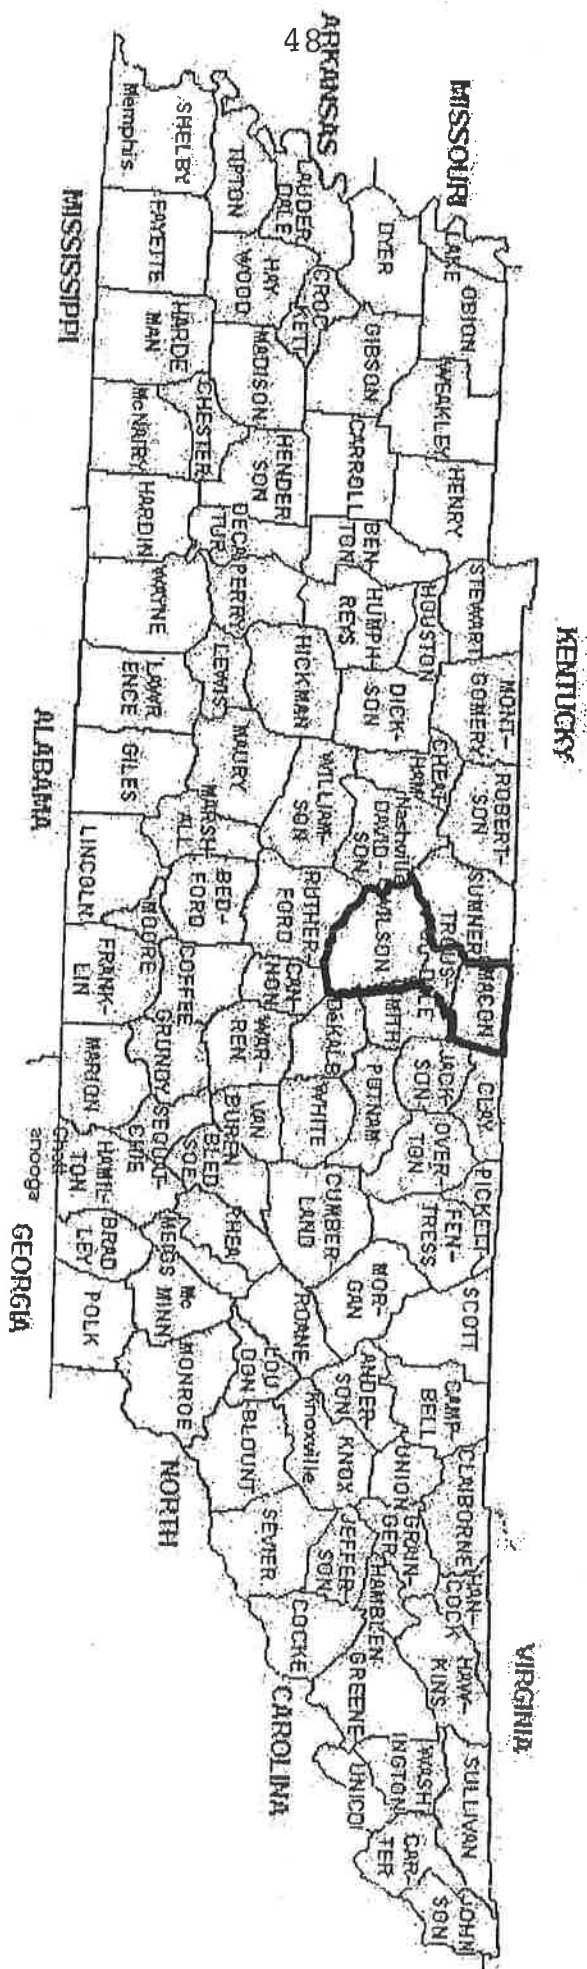 48
ARKANSAS
MISSOURI
KENTUCKY
VIRGINIA
LAKE
OBION
WEAKLEY
HENRY
STEWART
MONT-
GOMERY
ROBERT-
SON
SUMNER
TROUS-
DALE
MACON
CLAY
PICKETT
SCOTT
CAMP-
BELL
CLAIBORNE
HAN-
COCK
HAW-
KINS
SULLIVAN
JOHN
SON
DYER
GIBSON
CARROLL
BEN-
TON
HOUSTON
HUMPH-
REYS
DICK-
SON
CHEAT
HAM
Nashville
DAVID-
SON
WILSON
SMITH
JACK-
SON
OVER-
TON
FEN-
TRESS
PUTNAM
MOR-
GAN
ANDER-
SON
UNION
GRAIN-
GER
HAMBLEN
GREENE
WASH
INGTON
UNICOI
CAR-
TER
LAUDER
DALE
CROC
KETT
TIPTON
HAY
WOOD
MADISON
HENDER
SON
DECA
TUR
PERRY
HICKMAN
LEWIS
MAURY
WILLIAM-
SON
RUTHER
FORD
CAN-
NON
DeKALB
WHITE
CUMBER-
LAND
ROANE
LOU
DON
KNOX
Knoxville
JEFFER-
SON
SEVIER
COCKE
SHELBY
Memphis
FAYETTE
HARDE
MAN
CHESTER
McNAIRY
HARDIN
WAYNE
LAWR
ENCE
GILES
MARSH
ALL
BED-
FORD
LINCOLN
MOORE
COFFEE
FRANK-
LIN
WAR-
REN
VAN
BUREN
GRUNDY
SEQUAT-
CHIE
BLED
SOE
RHEA
MARION
HAMIL-
TON
Chatt
anooga
MEIGS
BRAD
LEY
Mc
MINN
POLK
MONROE
BLOUNT
MISSISSIPPI
ALABAMA
GEORGIA
NORTH
CAROLINA